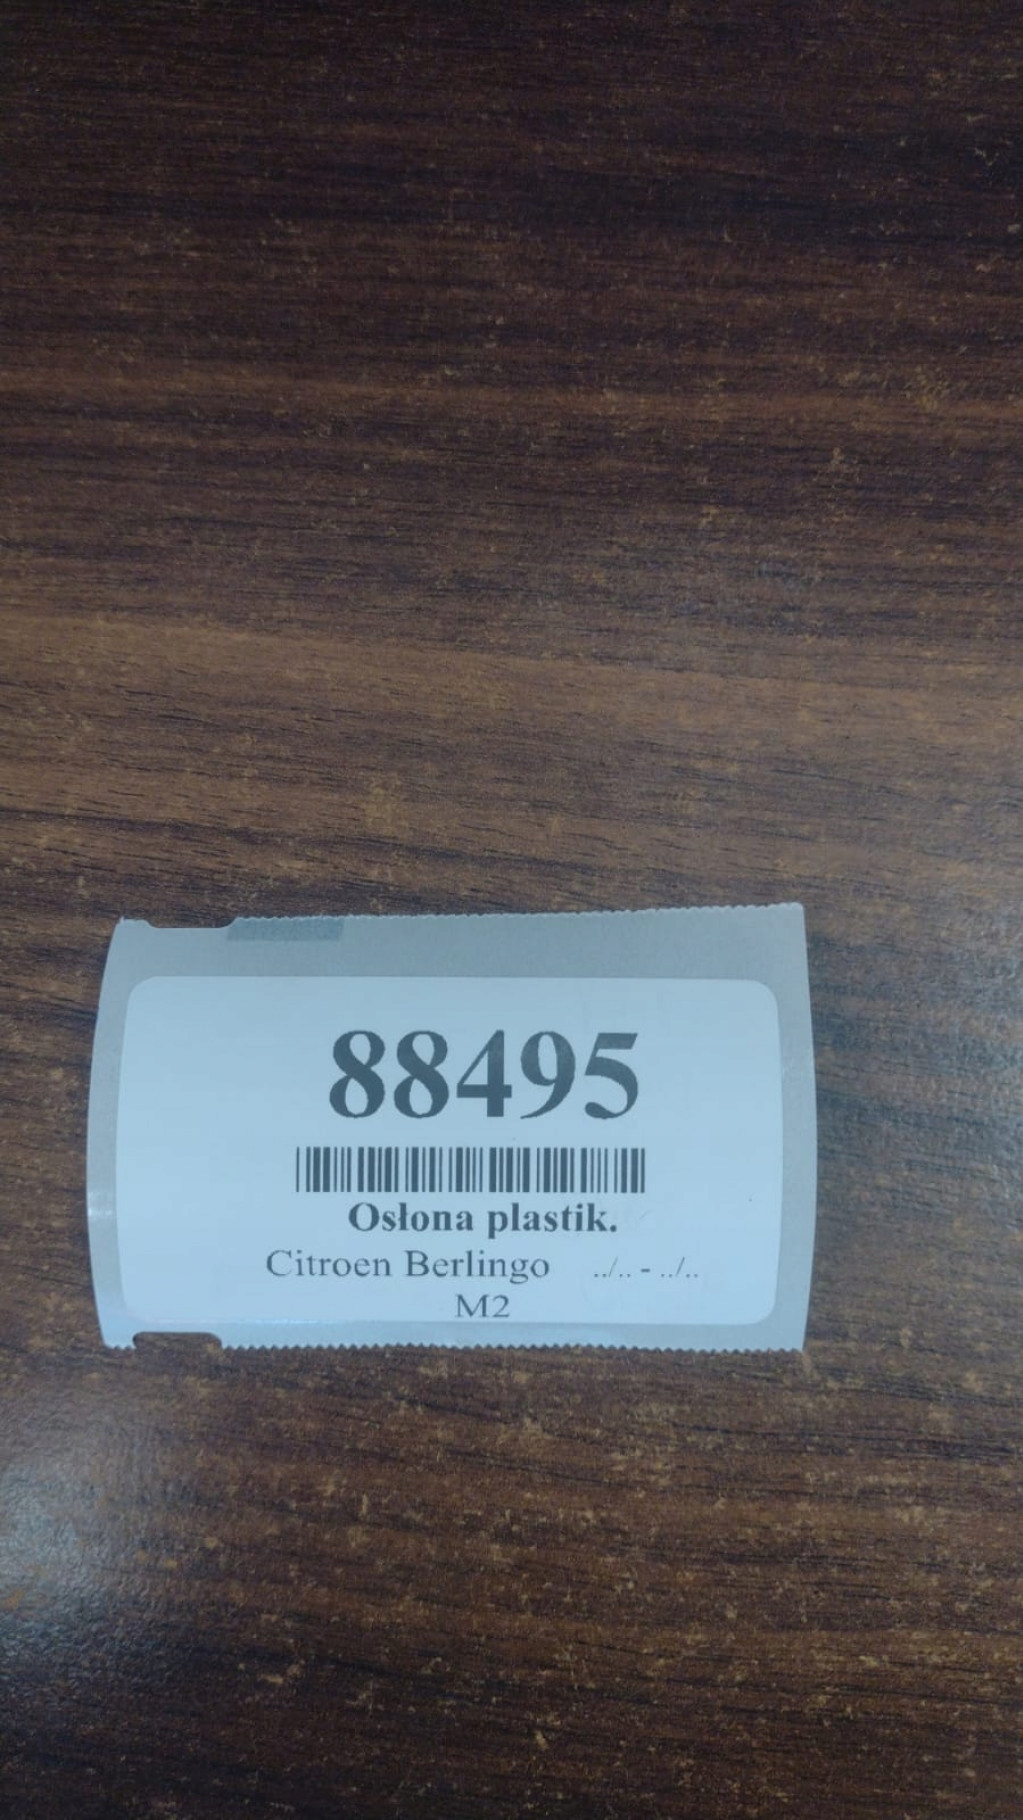 88495
Osłona plastik.
Citroen Berlingo ../.. - ../..
M2